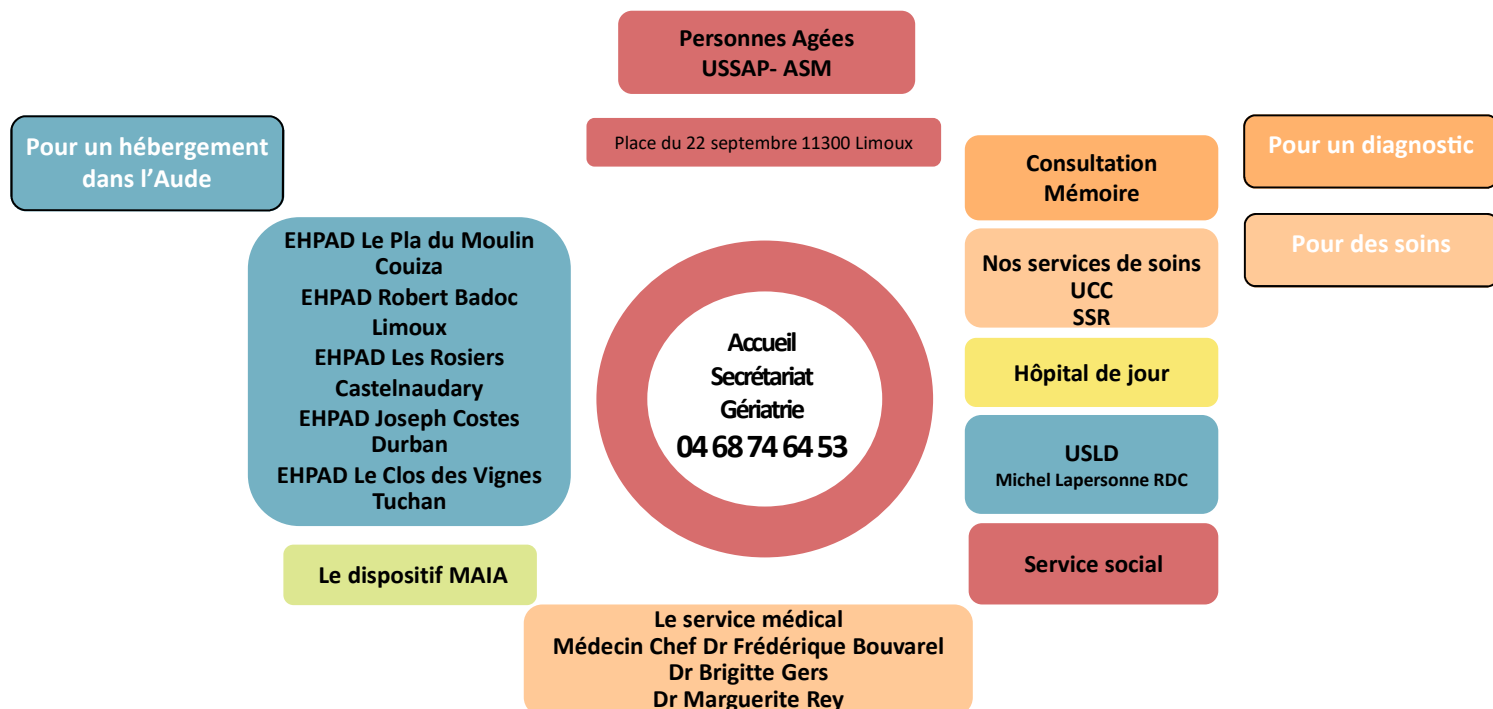 Personnes Agées
USSAP- ASM
Place du 22 septembre 11300 Limoux
Pour un hébergement
dans l'Aude
EHPAD Le Pla du Moulin
Couiza
EHPAD Robert Badoc
Limoux
EHPAD Les Rosiers
Castelnaudary
EHPAD Joseph Costes
Durban
EHPAD Le Clos des Vignes
Tuchan
Le dispositif MAIA
Accueil
Secrétariat
Gériatrie
04 68 74 64 53
Consultation
Mémoire
Nos services de soins
UCC
SSR
Hôpital de jour
USLD
Michel Lapersonne RDC
Service social
Pour un diagnostic
Pour des soins
Le service médical
Médecin Chef Dr Frédérique Bouvarel
Dr Brigitte Gers
Dr Marguerite Rey